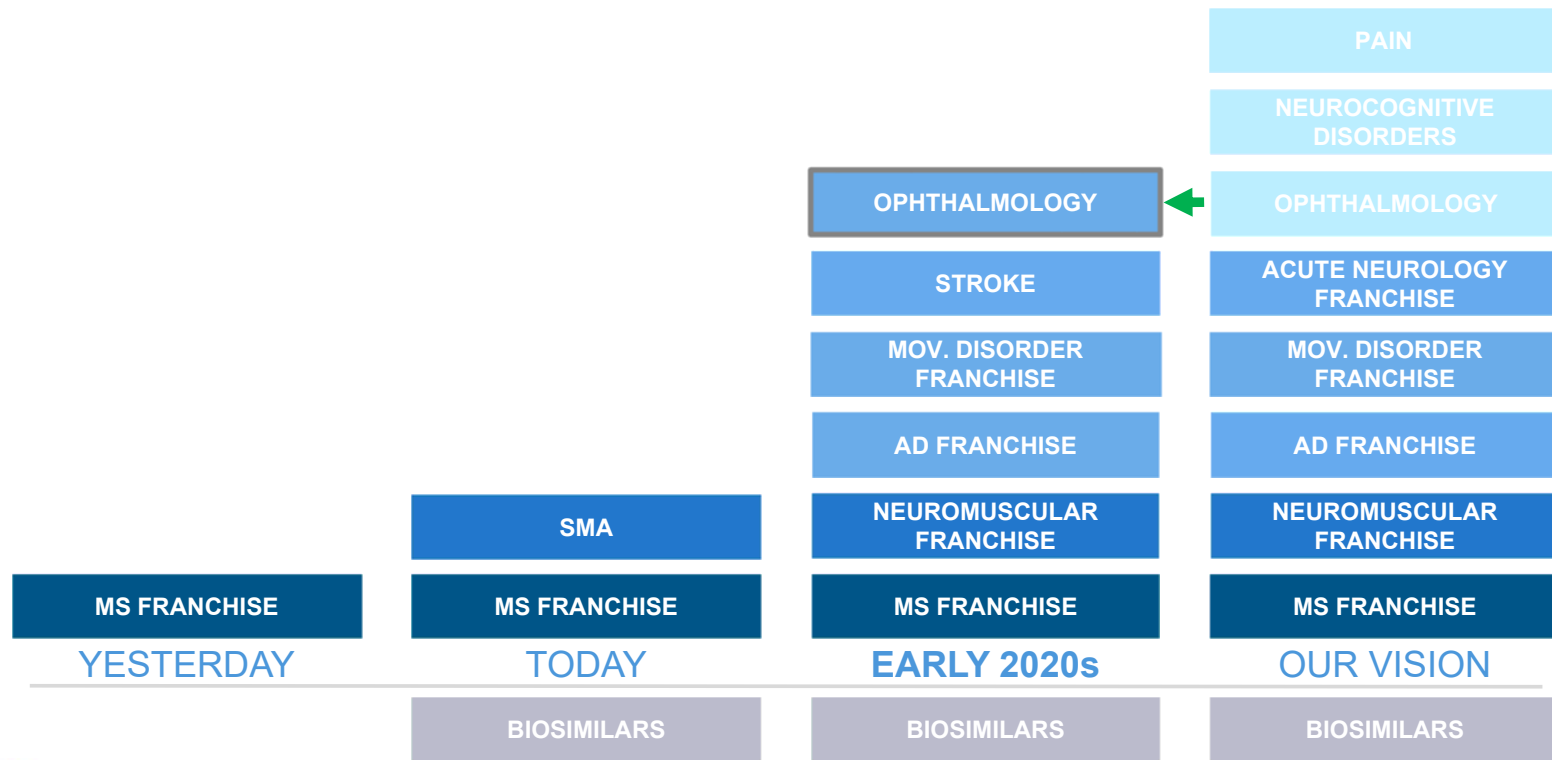 PAIN
NEUROCOGNITIVE
DISORDERS
OPHTHALMOLOGY
OPHTHALMOLOGY
STROKE
ACUTE NEUROLOGY
FRANCHISE
MOV. DISORDER
FRANCHISE
MOV. DISORDER
FRANCHISE
AD FRANCHISE
AD FRANCHISE
SMA
NEUROMUSCULAR
FRANCHISE
NEUROMUSCULAR
FRANCHISE
MS FRANCHISE
MS FRANCHISE
MS FRANCHISE
MS FRANCHISE
YESTERDAY
TODAY
EARLY 2020s
OUR VISION
BIOSIMILARS
BIOSIMILARS
BIOSIMILARS